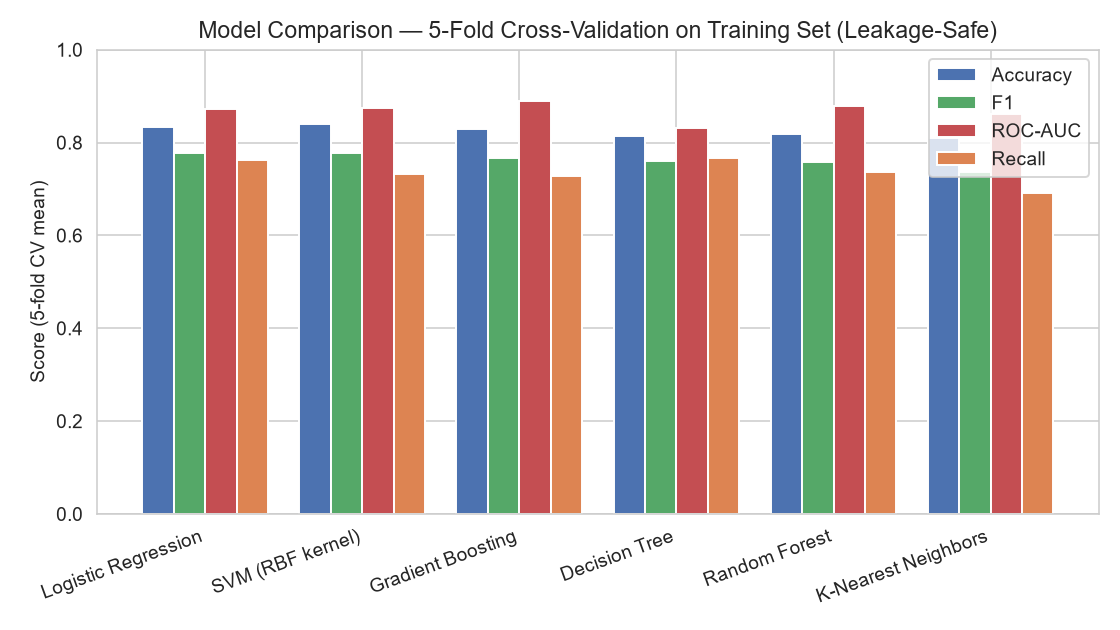 Model Comparison — 5-Fold Cross-Validation on Training Set (Leakage-Safe)
Accuracy
F1
ROC-AUC
Recall
Score (5-fold CV mean)
1.0
0.8
0.6
0.4
0.2
0.0
Logistic Regression
SVM (RBF kernel)
Gradient Boosting
Decision Tree
Random Forest
K-Nearest Neighbors